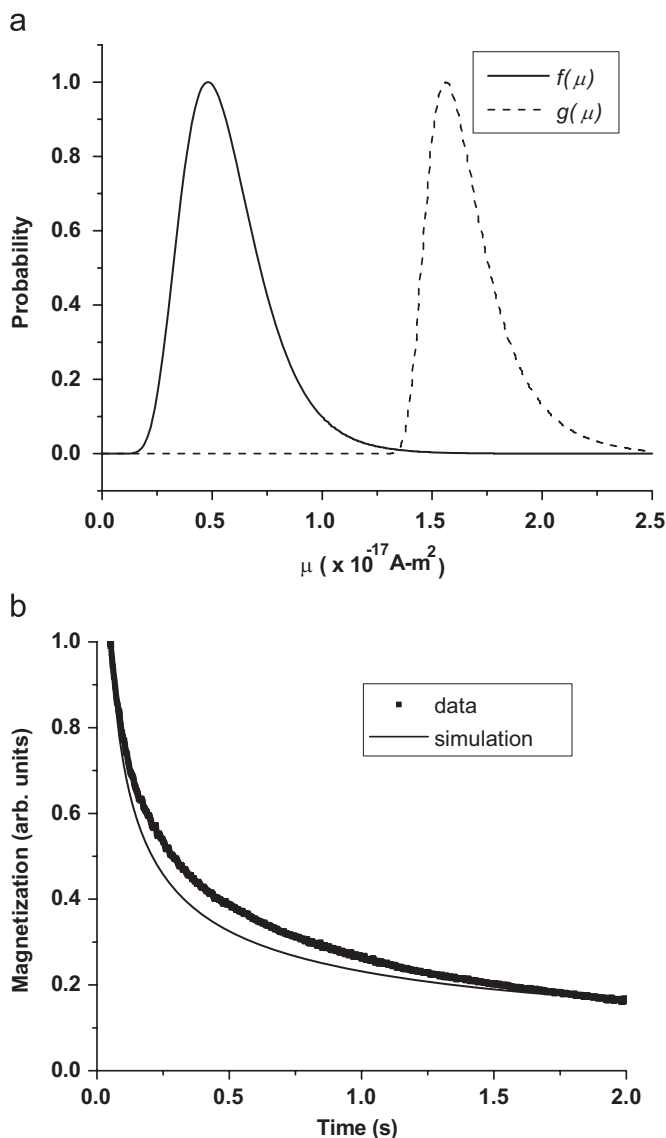 a
1.0
0.8
0.6
0.4
0.2
0.0
Probability
f(μ)
g(μ)
0.0 0.5 1.0 1.5 2.0 2.5
μ ( x 10⁻¹⁷ A-m²)
b
1.0
0.8
0.6
0.4
0.2
0.0
Magnetization (arb. units)
data
simulation
0.0 0.5 1.0 1.5 2.0
Time (s)